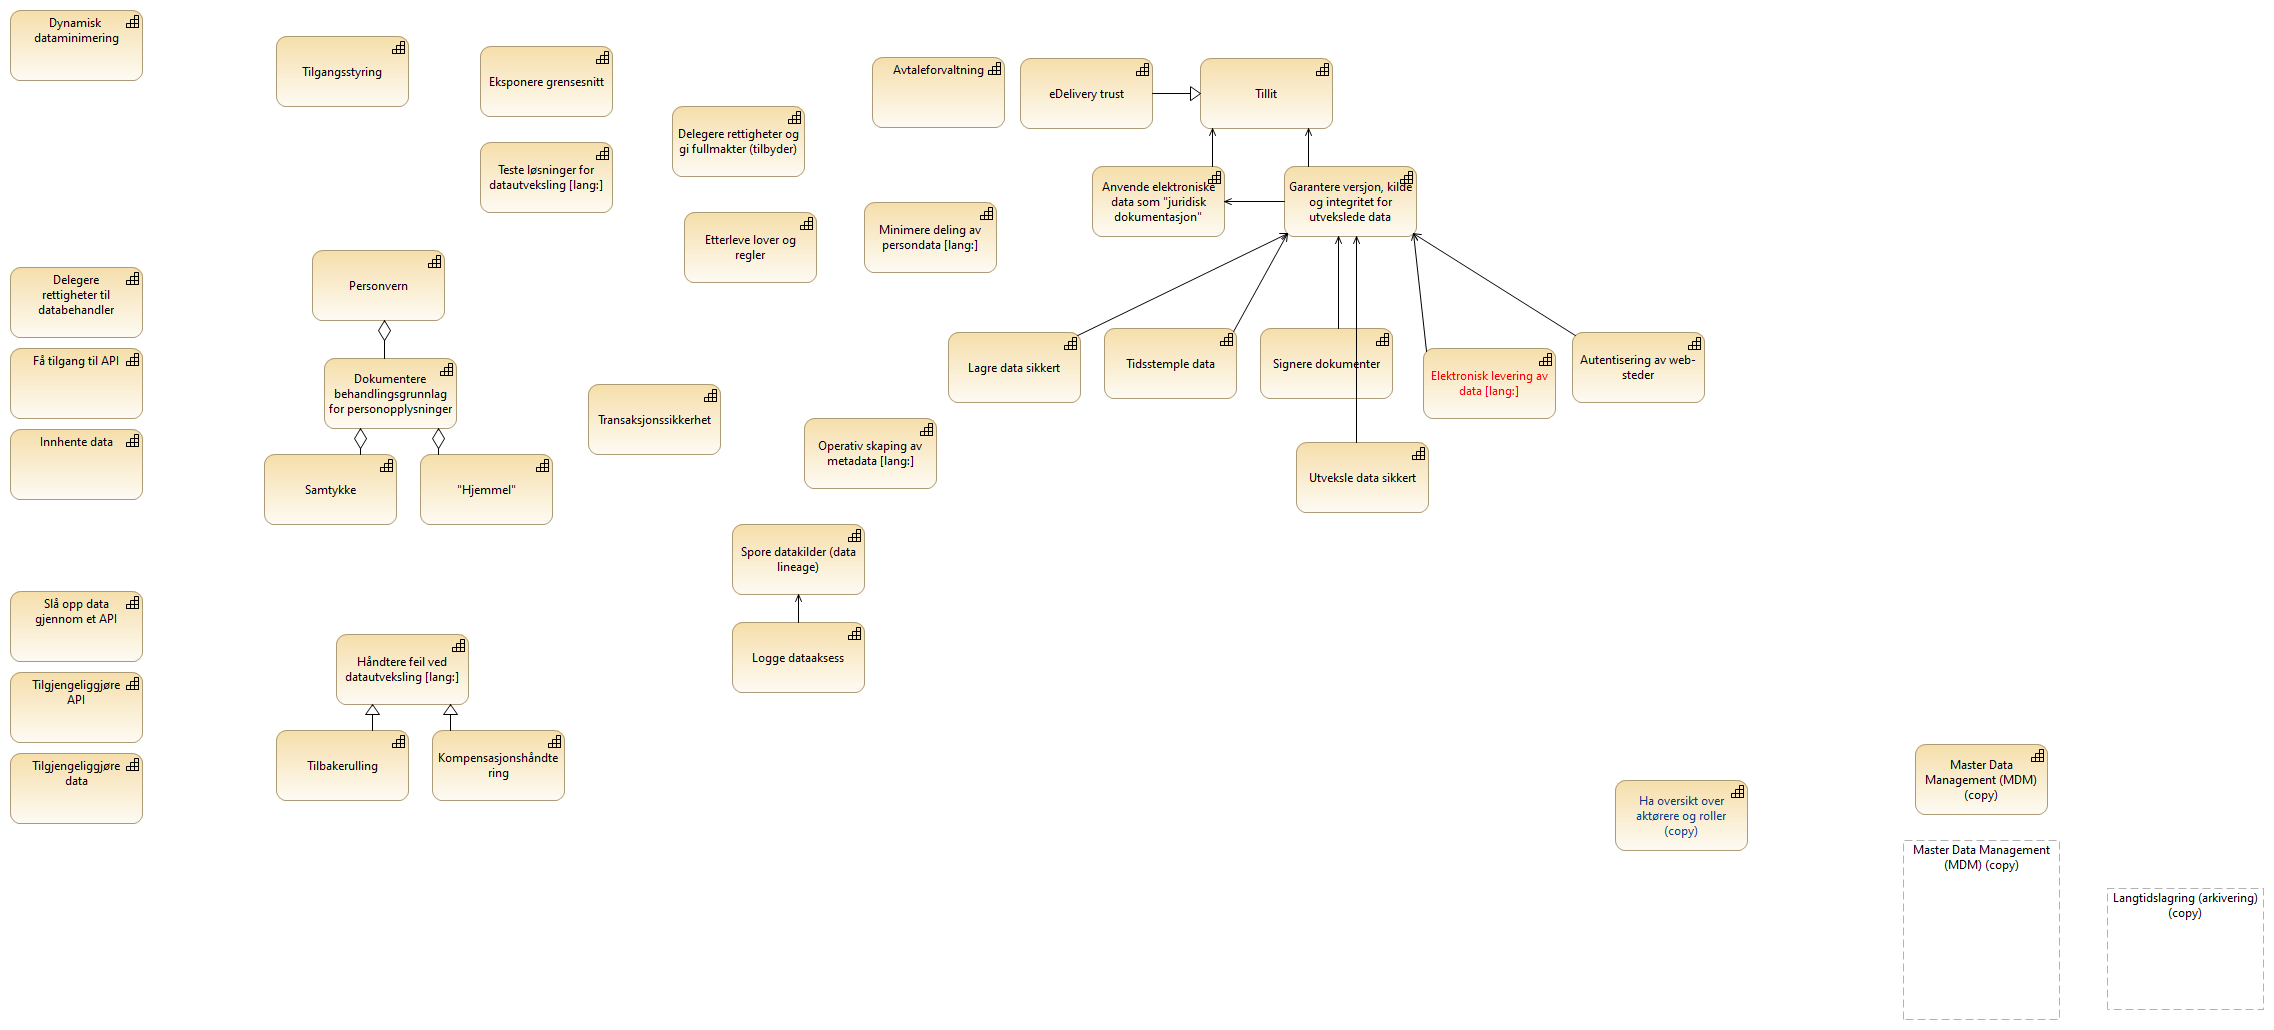 Dynamisk
dataminimering
Tilgangsstyring
Eksponere grensesnitt
Avtaleforvaltning
eDelivery trust
Tillit
Delegere rettigheter og
gi fullmakter (tilbyder)
Teste løsninger for
datautveksling [lang:]
Anvende elektroniske
data som "juridisk
dokumentasjon"
Garantere versjon, kilde
og integritet for
utvekslede data
Etterleve lover og
regler
Minimere deling av
persondata [lang:]
Personvern
Delegere
rettigheter til
databehandler
Få tilgang til API
Dokumentere
behandlingsgrunnlag
for personopplysninger
Lagre data sikkert
Tidsstemple data
Signere dokumenter
Elektronisk levering av
data [lang:]
Autentisering av web-
steder
Transaksjonssikkerhet
Innhente data
Operativ skaping av
metadata [lang:]
Samtykke
"Hjemmel"
Utveksle data sikkert
Spore datakilder (data
lineage)
Slå opp data
gjennom et API
Logge dataaksess
Håndtere feil ved
datautveksling [lang:]
Tilgjengeliggjøre
API
Tilgjengeliggjøre
data
Tilbakerulling
Kompensasjonshåndte
ring
Master Data
Management (MDM)
(copy)
Ha oversikt over
aktørere og roller
(copy)
Master Data Management
(MDM) (copy)
Langtidslagring (arkivering)
(copy)